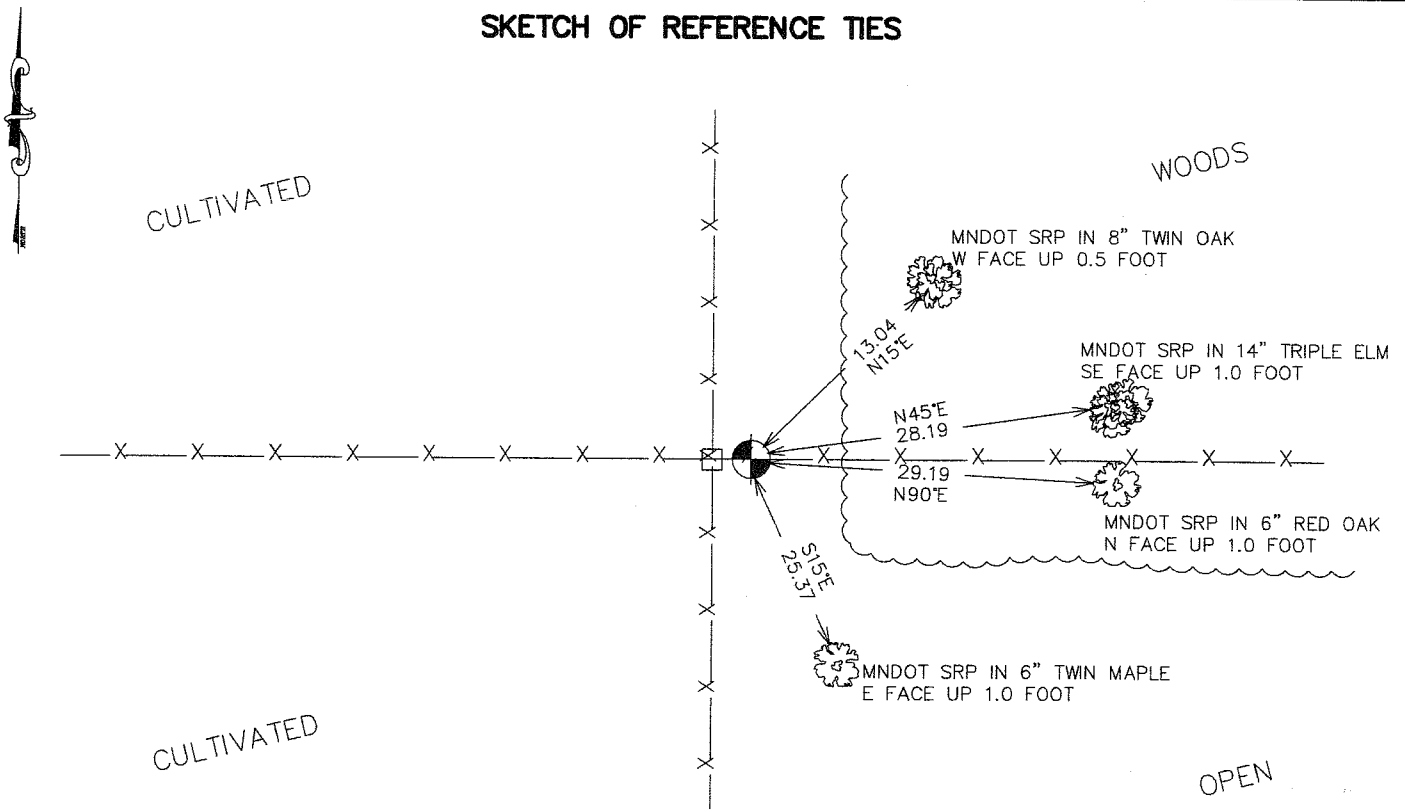 SKETCH OF REFERENCE TIES
CULTIVATED
WOODS
MNDOT SRP IN 8" TWIN OAK
W FACE UP 0.5 FOOT
13.04
N15°E
MNDOT SRP IN 14" TRIPLE ELM
SE FACE UP 1.0 FOOT
N45°E
28.19
29.19
N90°E
MNDOT SRP IN 6" RED OAK
N FACE UP 1.0 FOOT
S15°E
25.37
MNDOT SRP IN 6" TWIN MAPLE
E FACE UP 1.0 FOOT
CULTIVATED
OPEN